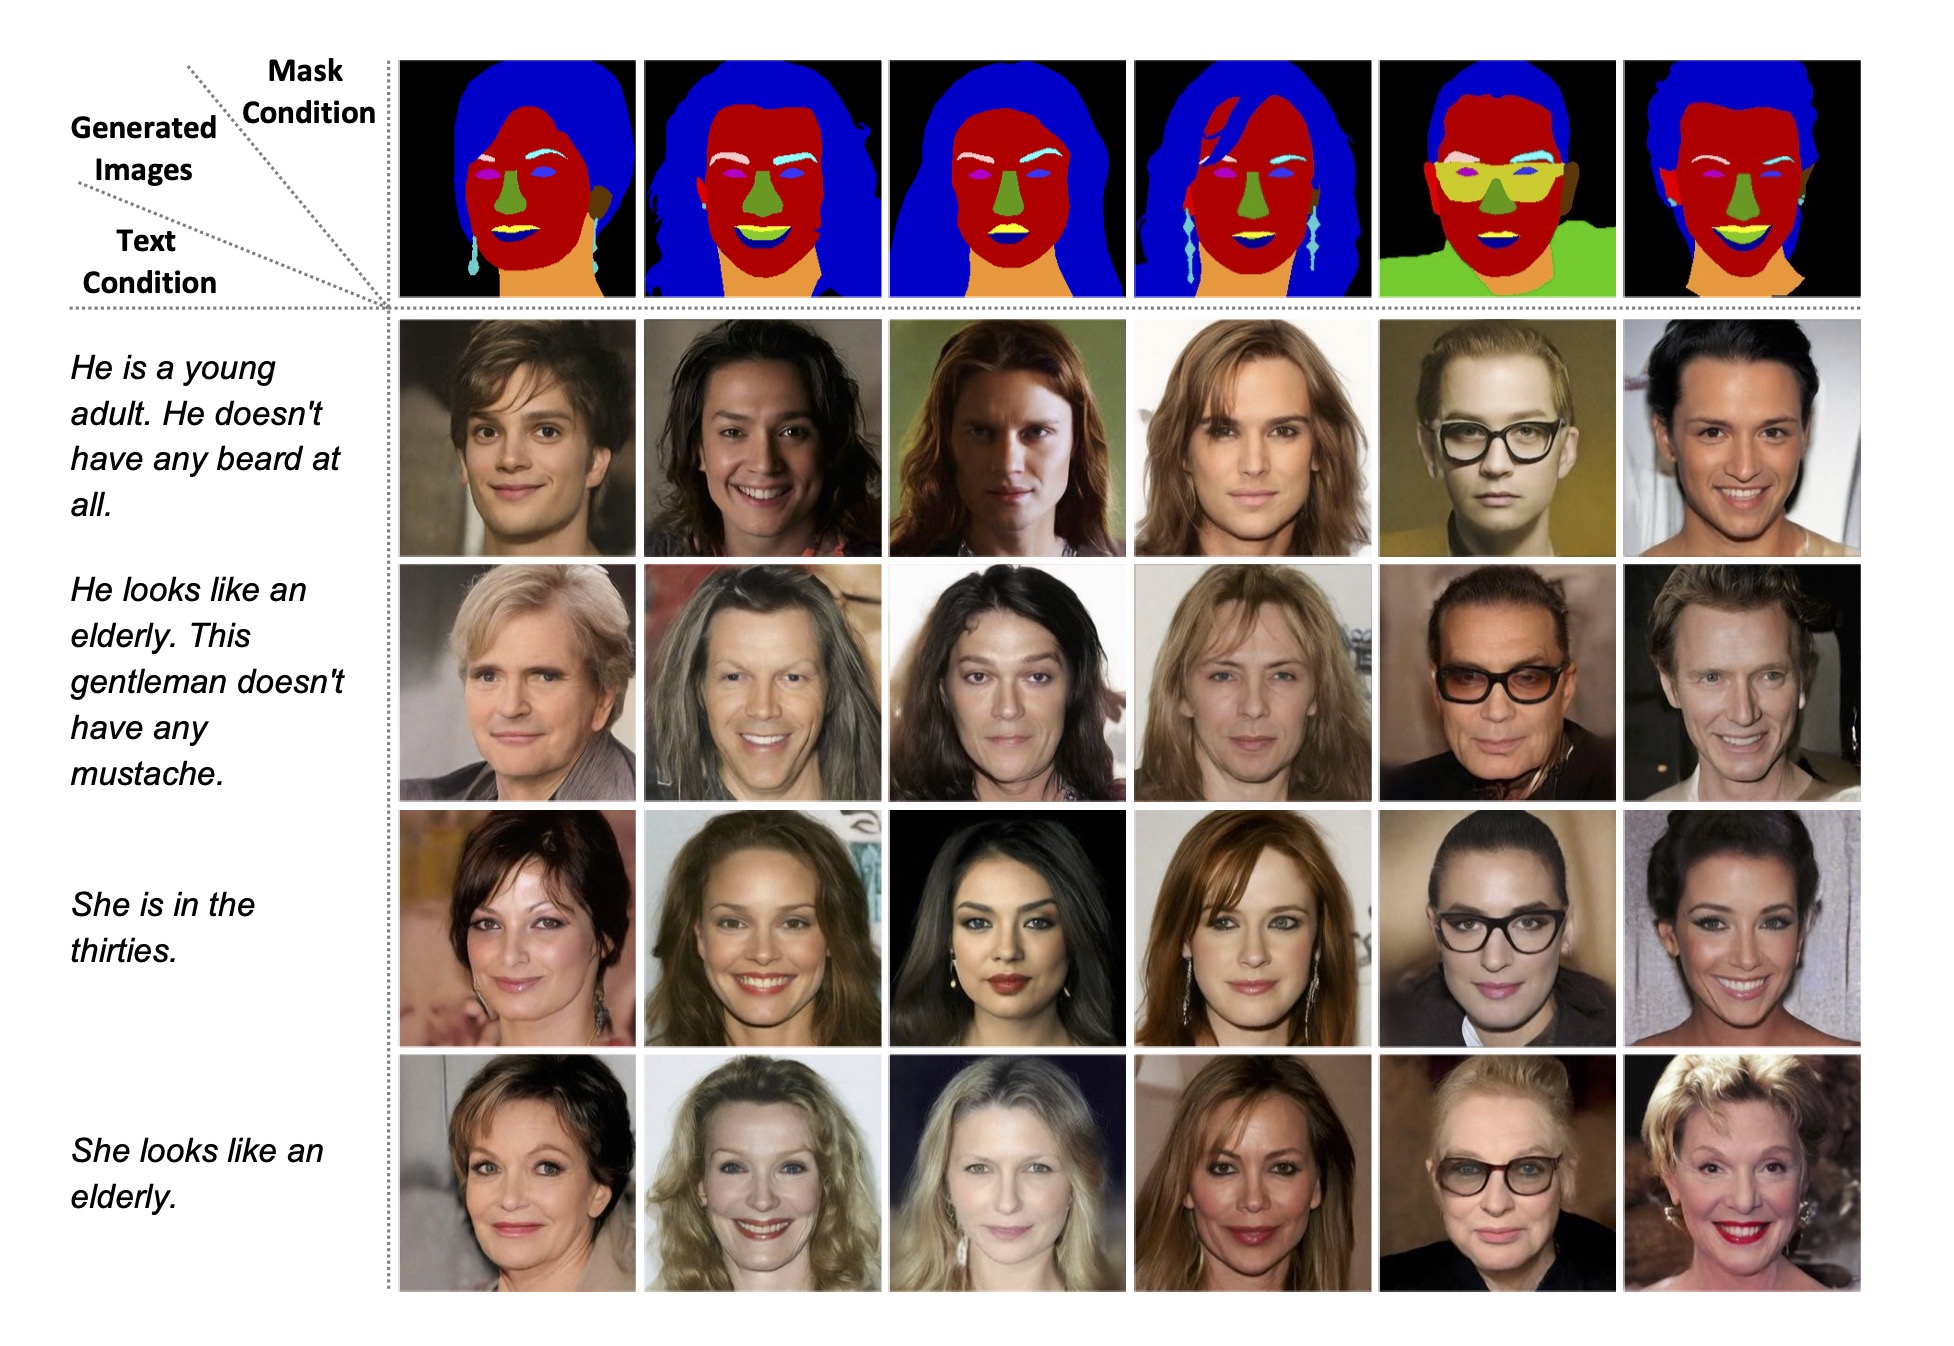 Mask
Condition
Generated
Images
Text
Condition
He is a young
adult. He doesn't
have any beard at
all.
He looks like an
elderly. This
gentleman doesn't
have any
mustache.
She is in the
thirties.
She looks like an
elderly.